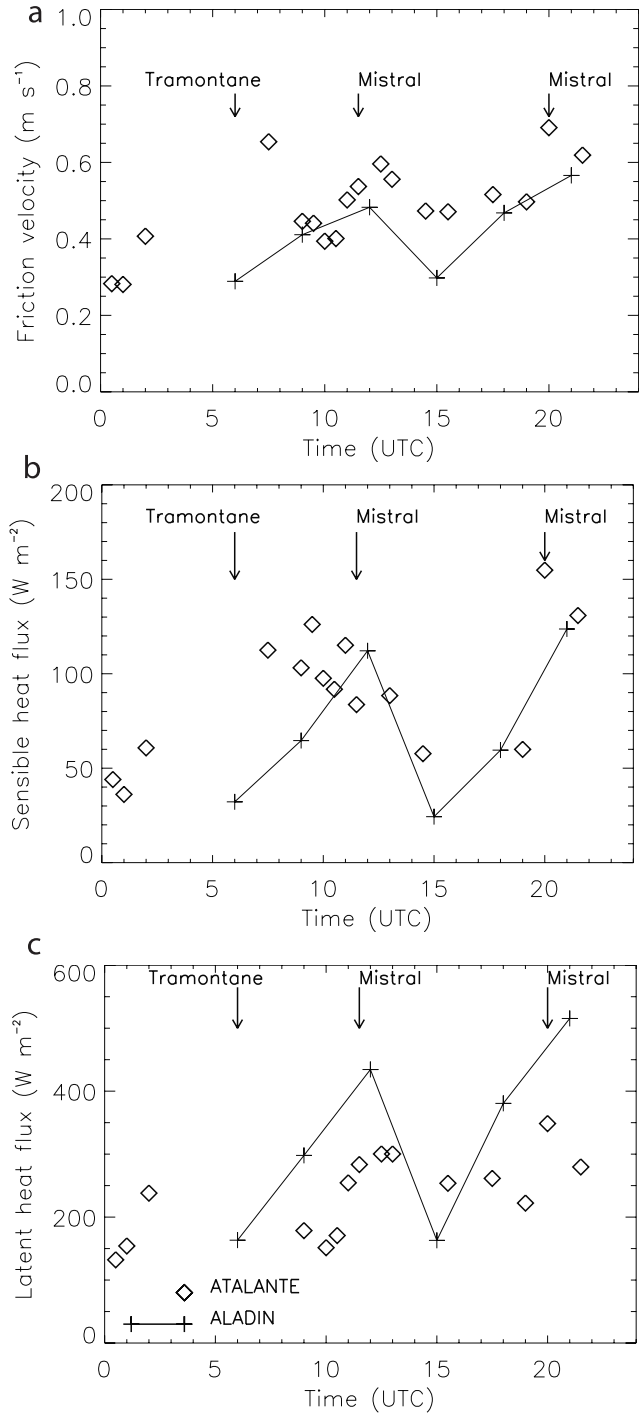 a
1.0
Tramontane Mistral Mistral
0.8
0.6
0.4
0.2
0.0
Friction velocity (m s⁻¹)
0 5 10 15 20
Time (UTC)
b
200
Tramontane Mistral Mistral
150
100
50
0
Sensible heat flux (W m⁻²)
0 5 10 15 20
Time (UTC)
c
600
Tramontane Mistral Mistral
400
200
0
Latent heat flux (W m⁻²)
ATALANTE
ALADIN
0 5 10 15 20
Time (UTC)